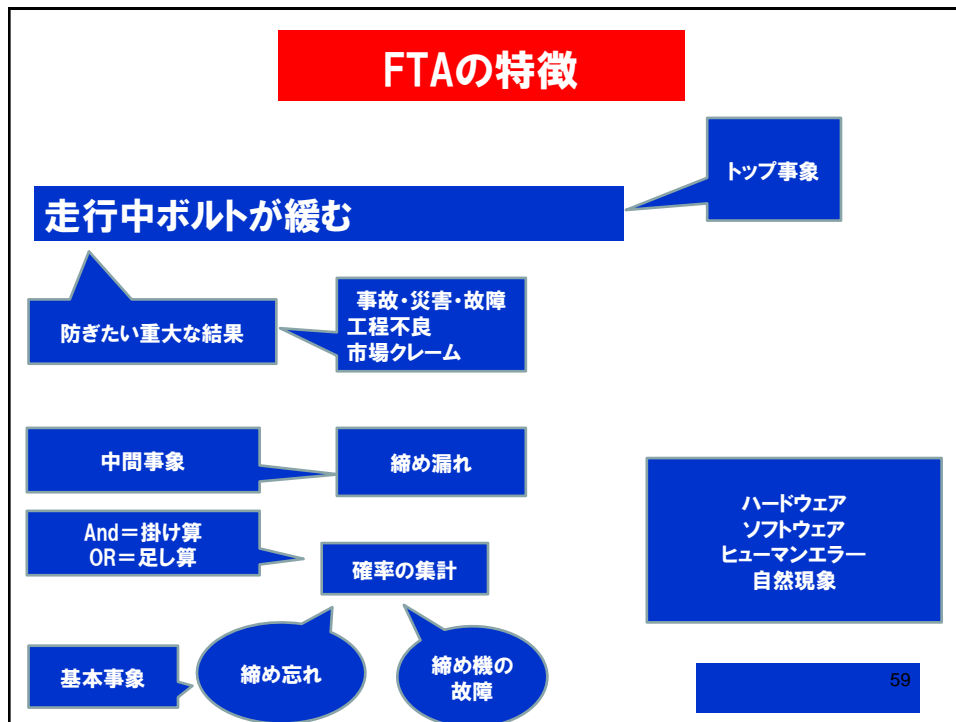 FTAの特徴
トップ事象
走行中ボルトが緩む
防ぎたい重大な結果
事故・災害・故障
工程不良
市場クレーム
中間事象
締め漏れ
And＝掛け算
OR＝足し算
確率の集計
ハードウェア
ソフトウェア
ヒューマンエラー
自然現象
基本事象
締め忘れ
締め機の
故障
59